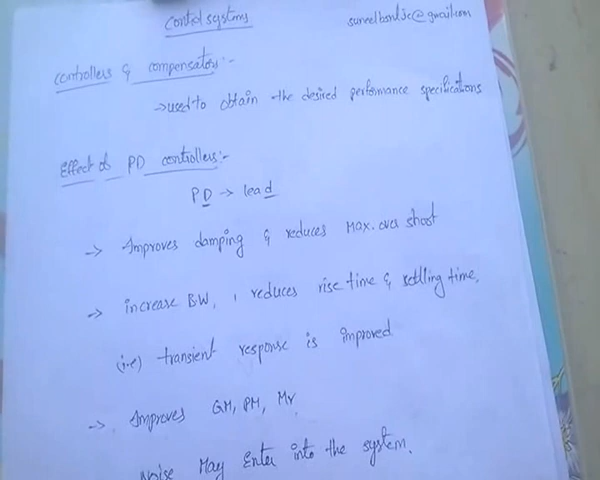 Control systems
controllers & compensators:-
→ used to obtain the desired performance specifications
Effect of PD controllers:-
PD → lead
→ Improves damping & reduces Max. over shoot
→ increase B.W, , reduces rise time & settling time,
(i-e) transient response is improved
→ Improves GM, PM, Mr
noise May Enter into the system.